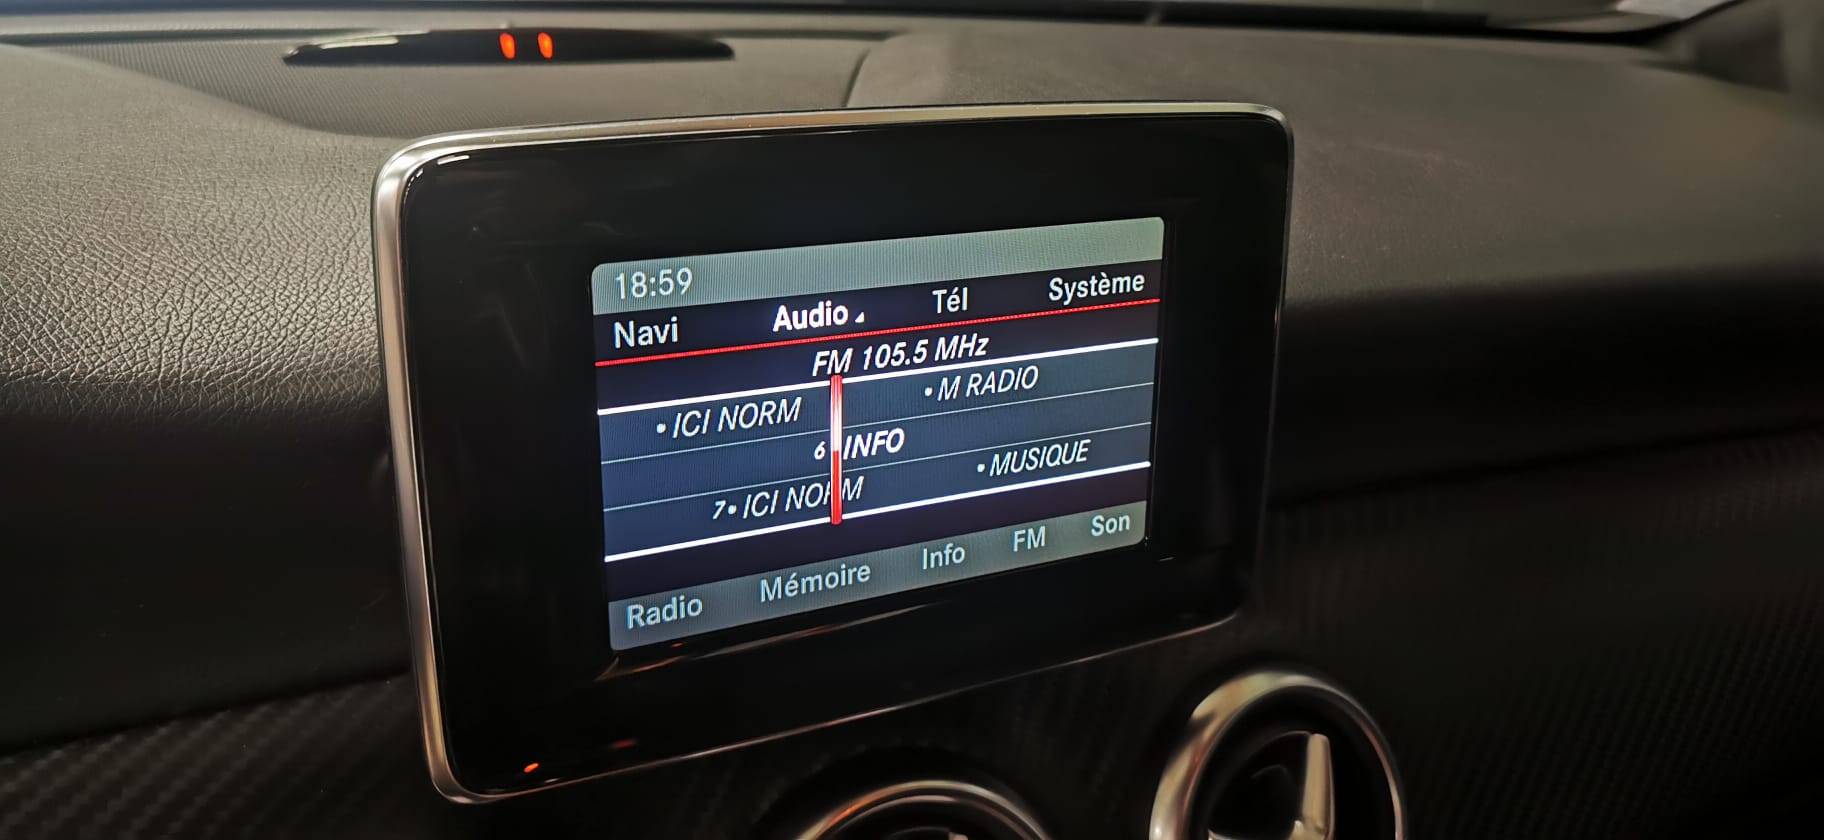 18:59
Navi Audio Tél Système
FM 105.5 MHz
• ICI NORM • M RADIO
6 INFO
7• ICI NORM • MUSIQUE
Radio Mémoire Info FM Son